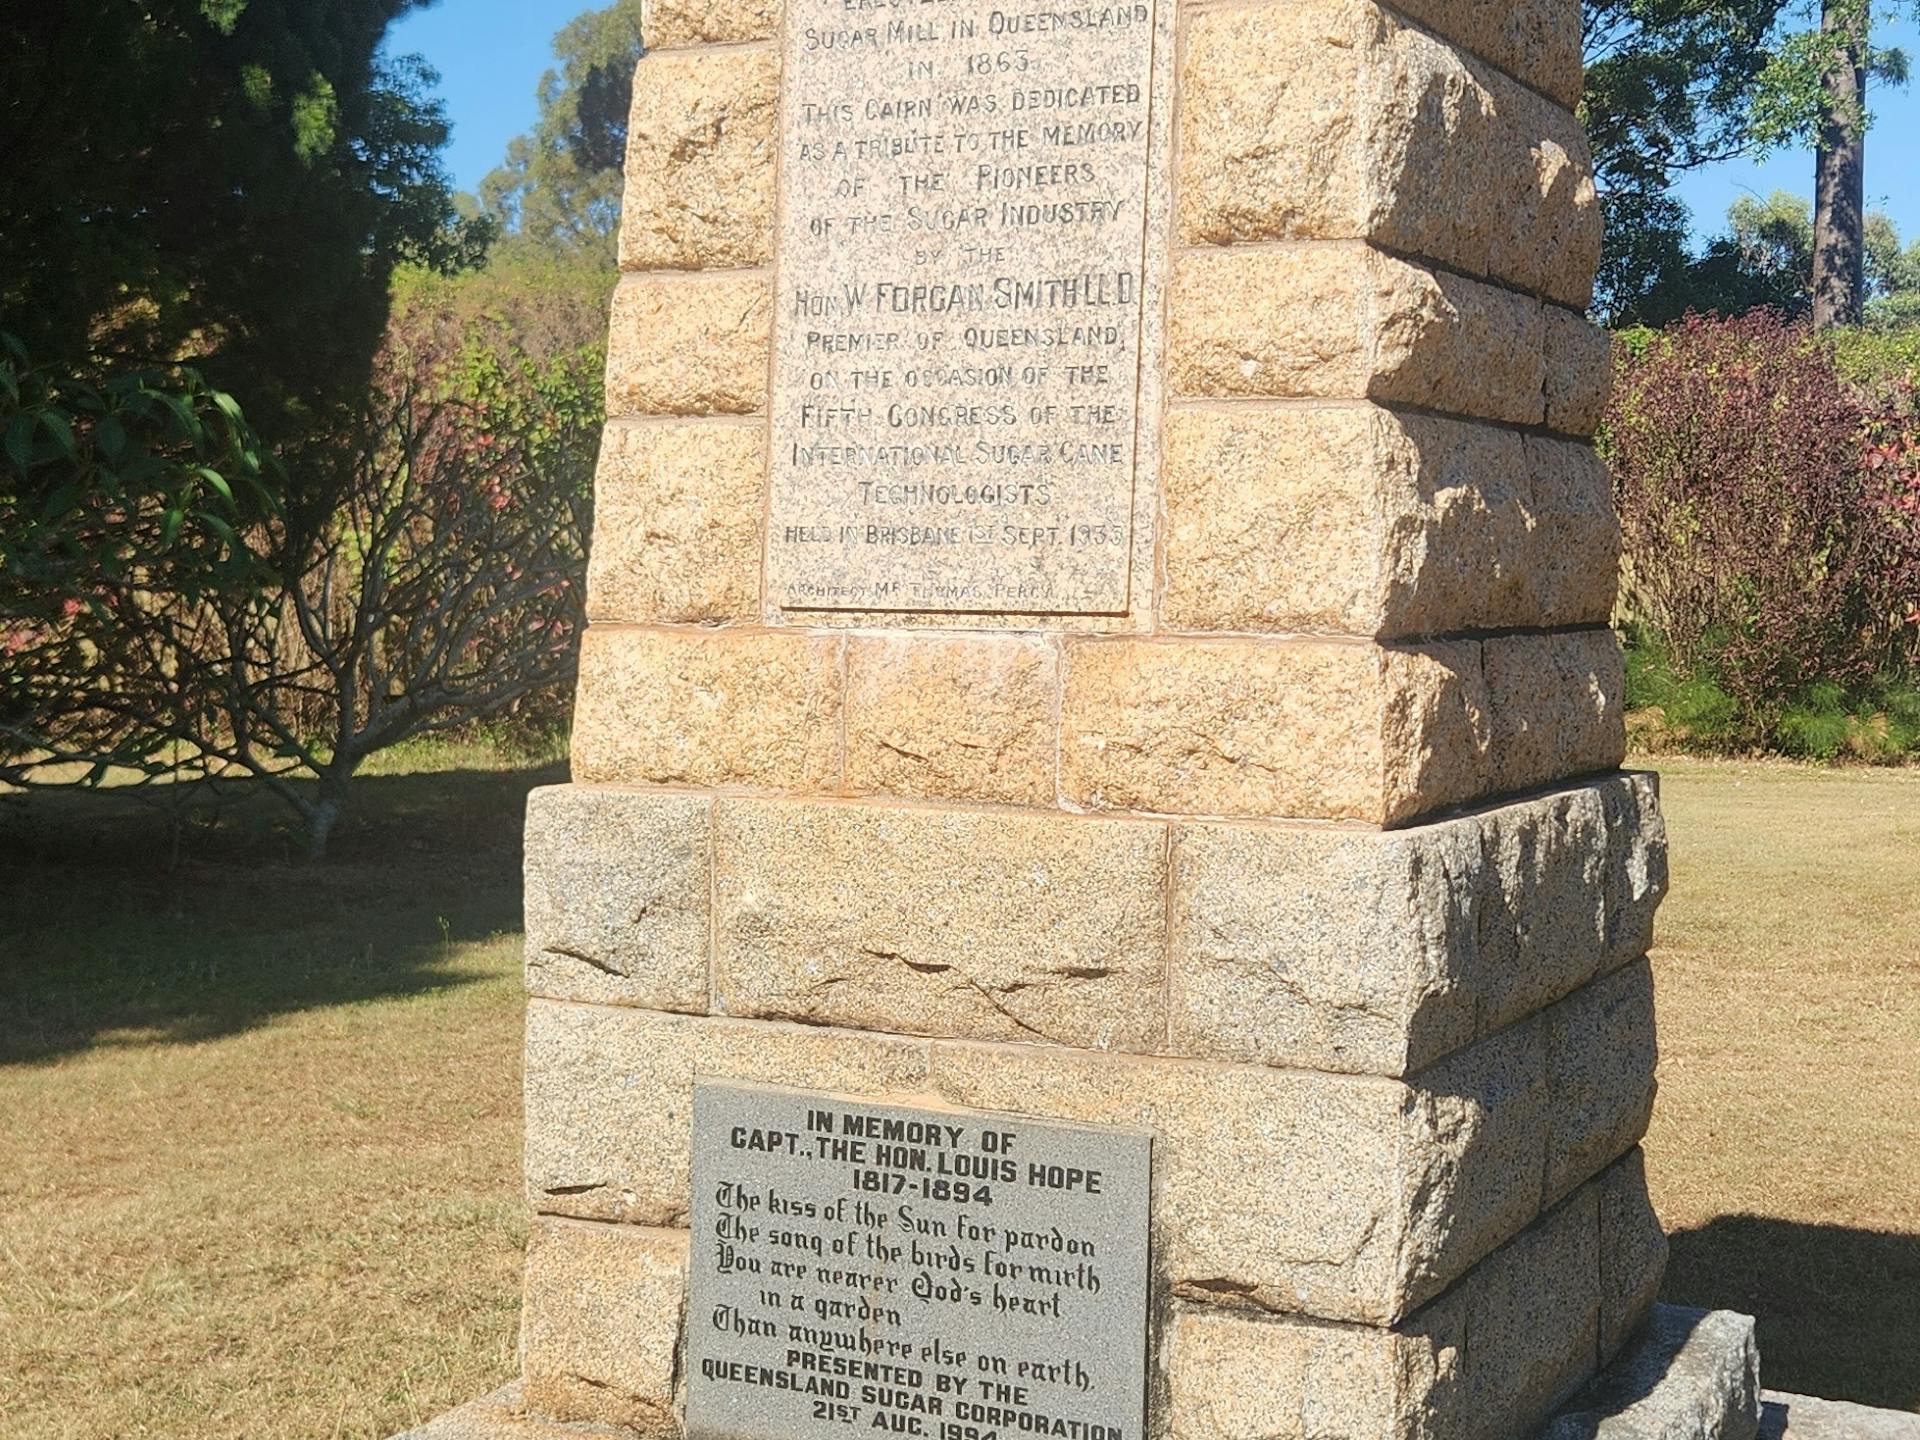 ERECTED
SUGAR MILL IN QUEENSLAND
IN 1863
THIS CAIRN WAS DEDICATED
AS A TRIBUTE TO THE MEMORY
OF THE PIONEERS
OF THE SUGAR INDUSTRY
BY THE
HON W FORGAN SMITH LL D
PREMIER OF QUEENSLAND,
ON THE OCCASION OF THE
FIFTH CONGRESS OF THE
INTERNATIONAL SUGAR CANE
TECHNOLOGISTS
HELD IN BRISBANE 1ST SEPT. 1935
ARCHITECT MR THOMAS PERCY
IN MEMORY OF
CAPT., THE HON. LOUIS HOPE
1817-1894
The kiss of the Sun for pardon
The song of the birds for mirth
You are nearer God's heart
in a garden
Than anywhere else on earth.
PRESENTED BY THE
QUEENSLAND SUGAR CORPORATION
21ST AUG. 1994